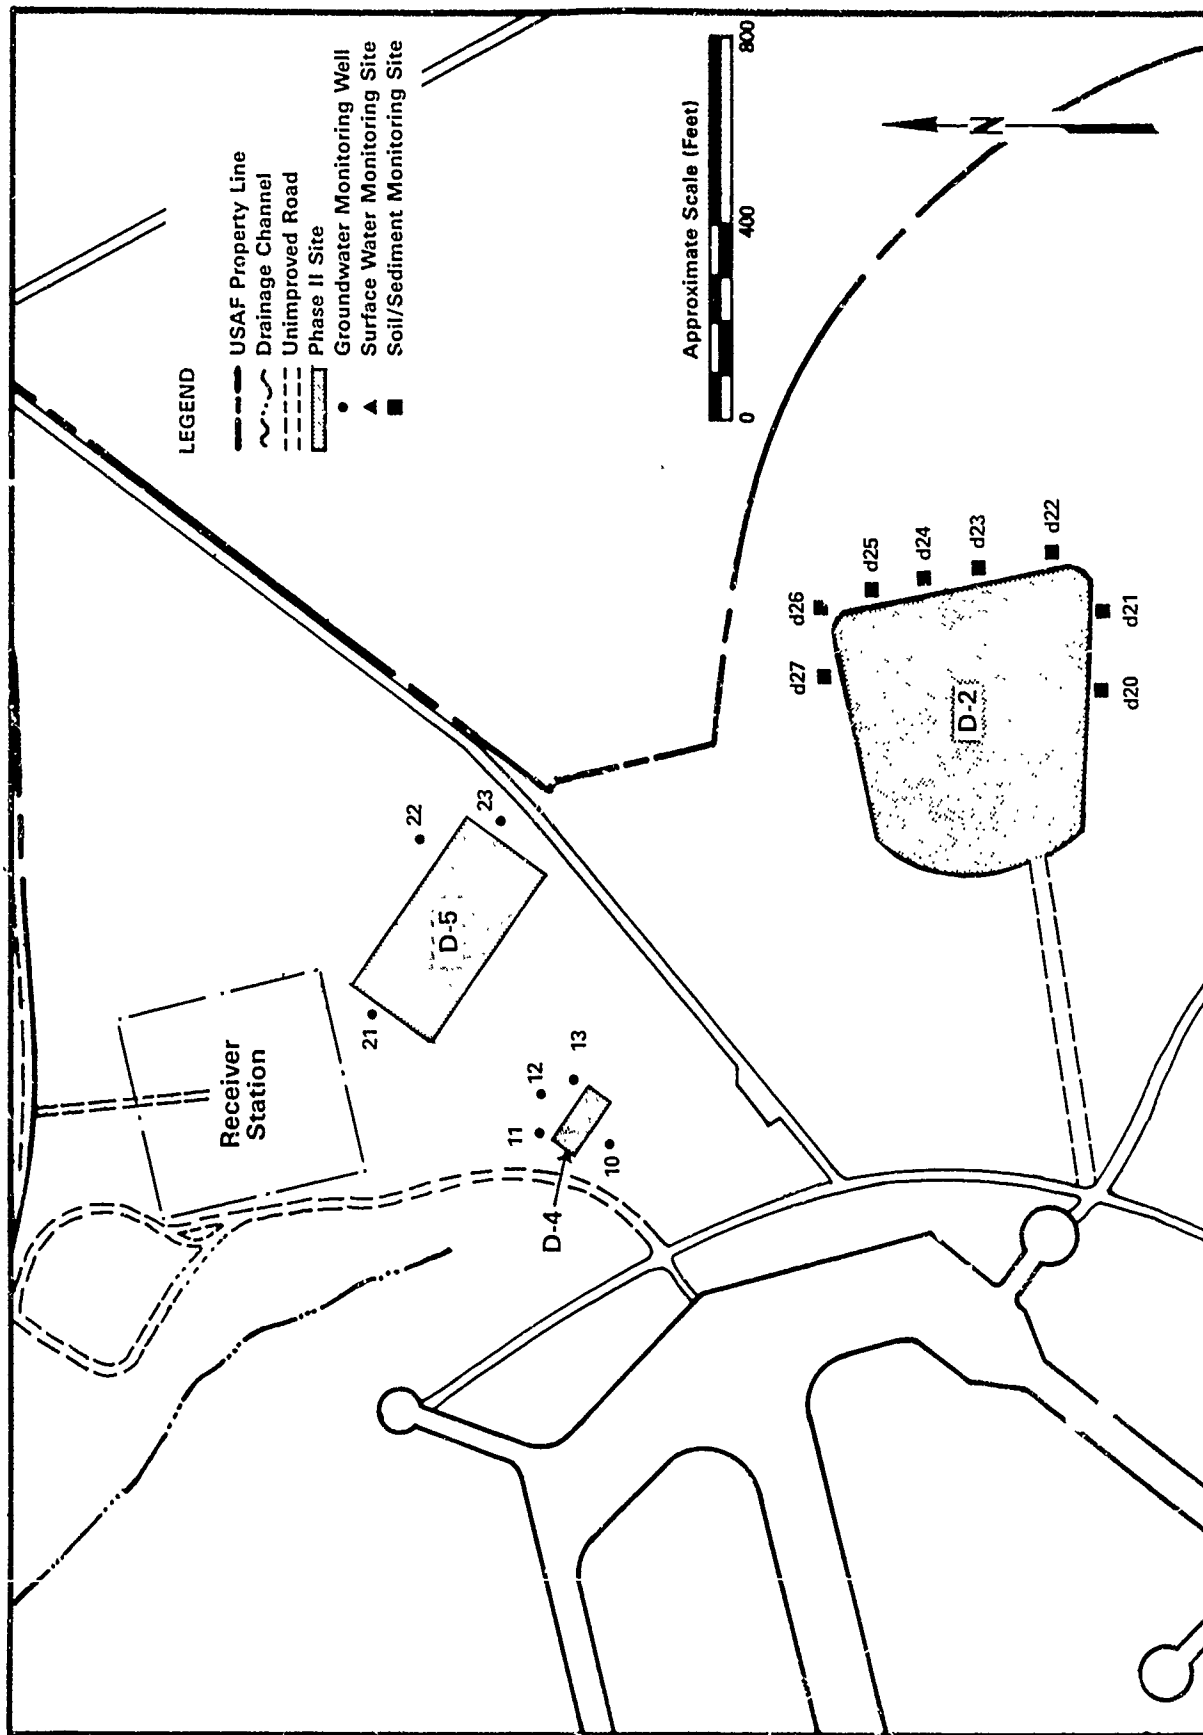 LEGEND
USAF Property Line
Drainage Channel
Unimproved Road
Phase II Site
Groundwater Monitoring Well
Surface Water Monitoring Site
Soil/Sediment Monitoring Site
Approximate Scale (Feet)
0 400 800
N
Receiver
Station
21
22
23
D-5
11
12
13
10
D-4
d27
d26
d25
d24
d23
d22
d21
d20
D-2